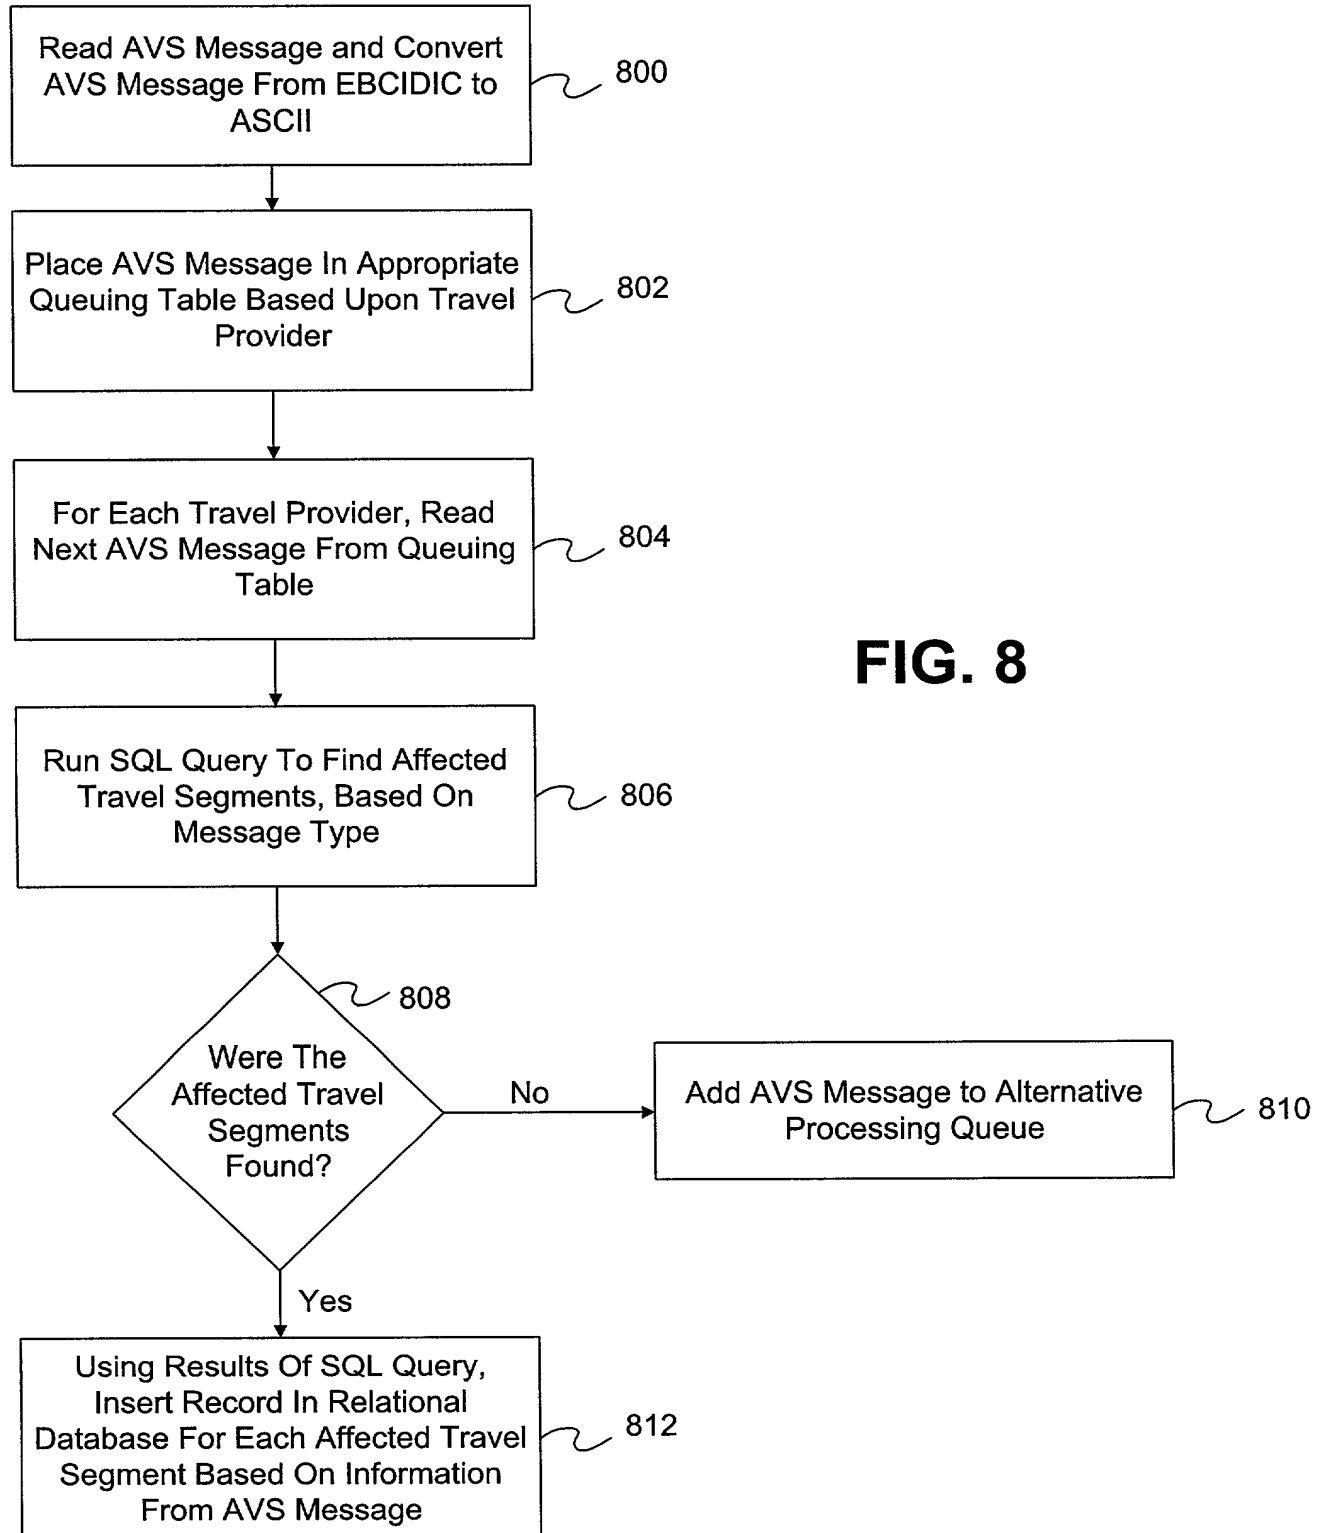 Read AVS Message and Convert
AVS Message From EBCIDIC to
ASCII
800
Place AVS Message In Appropriate
Queuing Table Based Upon Travel
Provider
802
For Each Travel Provider, Read
Next AVS Message From Queuing
Table
804
FIG. 8
Run SQL Query To Find Affected
Travel Segments, Based On
Message Type
806
808
Were The
Affected Travel
Segments
Found?
No
Add AVS Message to Alternative
Processing Queue
810
Yes
Using Results Of SQL Query,
Insert Record In Relational
Database For Each Affected Travel
Segment Based On Information
From AVS Message
812